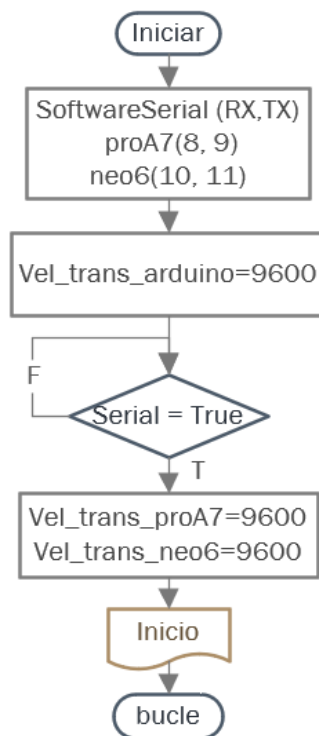 Iniciar
SoftwareSerial (RX,TX)
proA7(8, 9)
neo6(10, 11)
Vel_trans_arduino=9600
F
Serial = True
T
Vel_trans_proA7=9600
Vel_trans_neo6=9600
Inicio
bucle